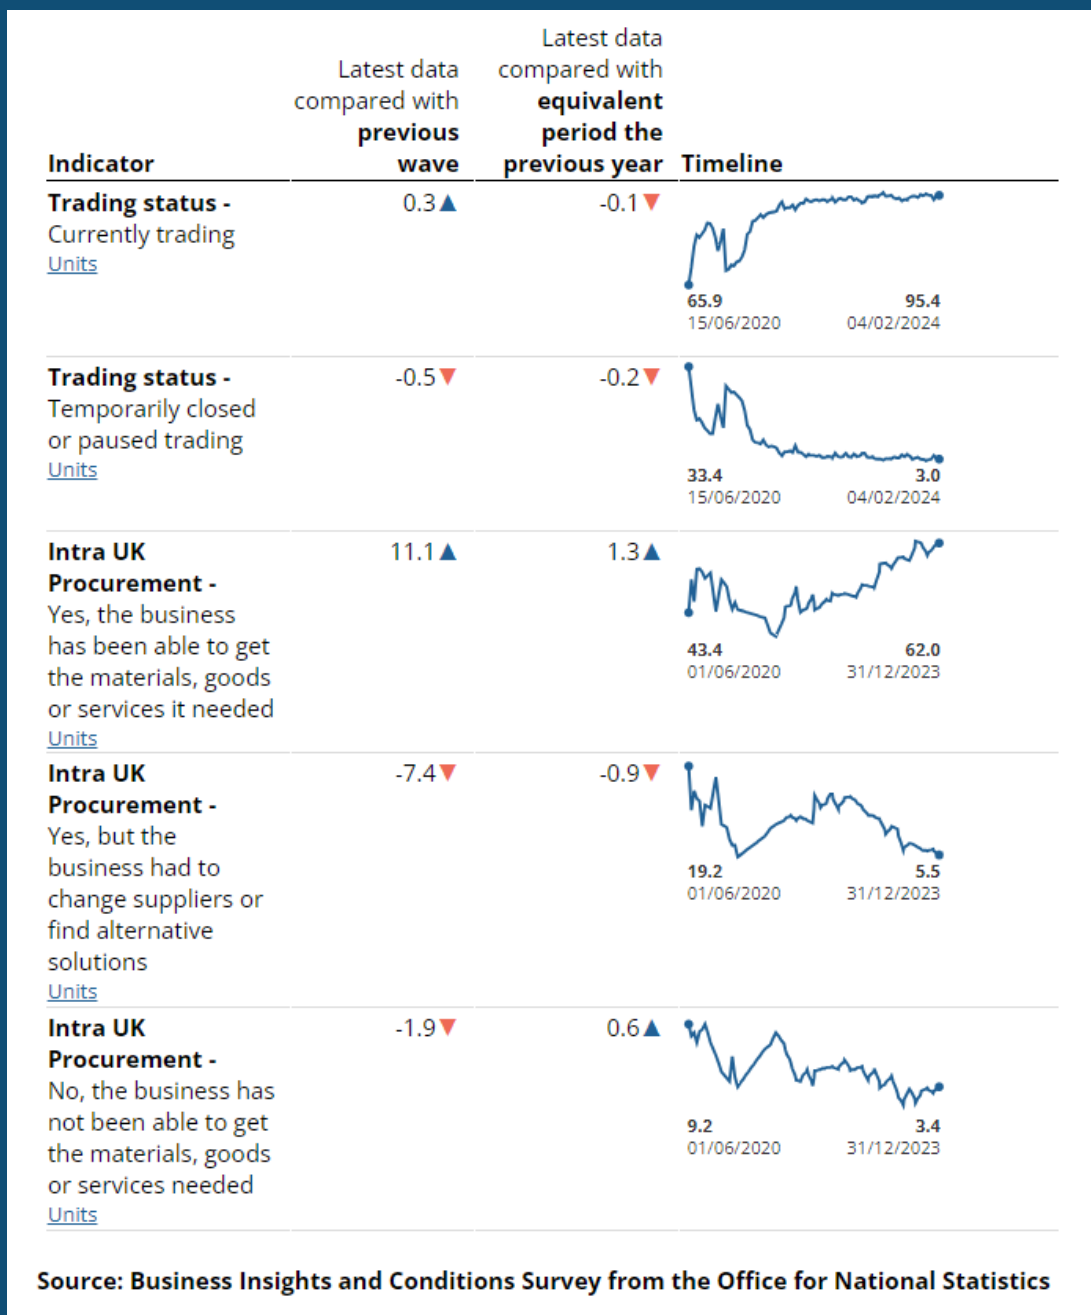 Indicator
Latest data
compared with
previous
wave
Latest data
compared with
equivalent
period the
previous year
Timeline
Trading status -
Currently trading
Units
0.3▲
-0.1▼
65.9
15/06/2020
95.4
04/02/2024
Trading status -
Temporarily closed
or paused trading
Units
-0.5▼
-0.2▼
33.4
15/06/2020
3.0
04/02/2024
Intra UK
Procurement -
Yes, the business
has been able to get
the materials, goods
or services it needed
Units
11.1▲
1.3▲
43.4
01/06/2020
62.0
31/12/2023
Intra UK
Procurement -
Yes, but the
business had to
change suppliers or
find alternative
solutions
Units
-7.4▼
-0.9▼
19.2
01/06/2020
5.5
31/12/2023
Intra UK
Procurement -
No, the business has
not been able to get
the materials, goods
or services needed
Units
-1.9▼
0.6▲
9.2
01/06/2020
3.4
31/12/2023
Source: Business Insights and Conditions Survey from the Office for National Statistics